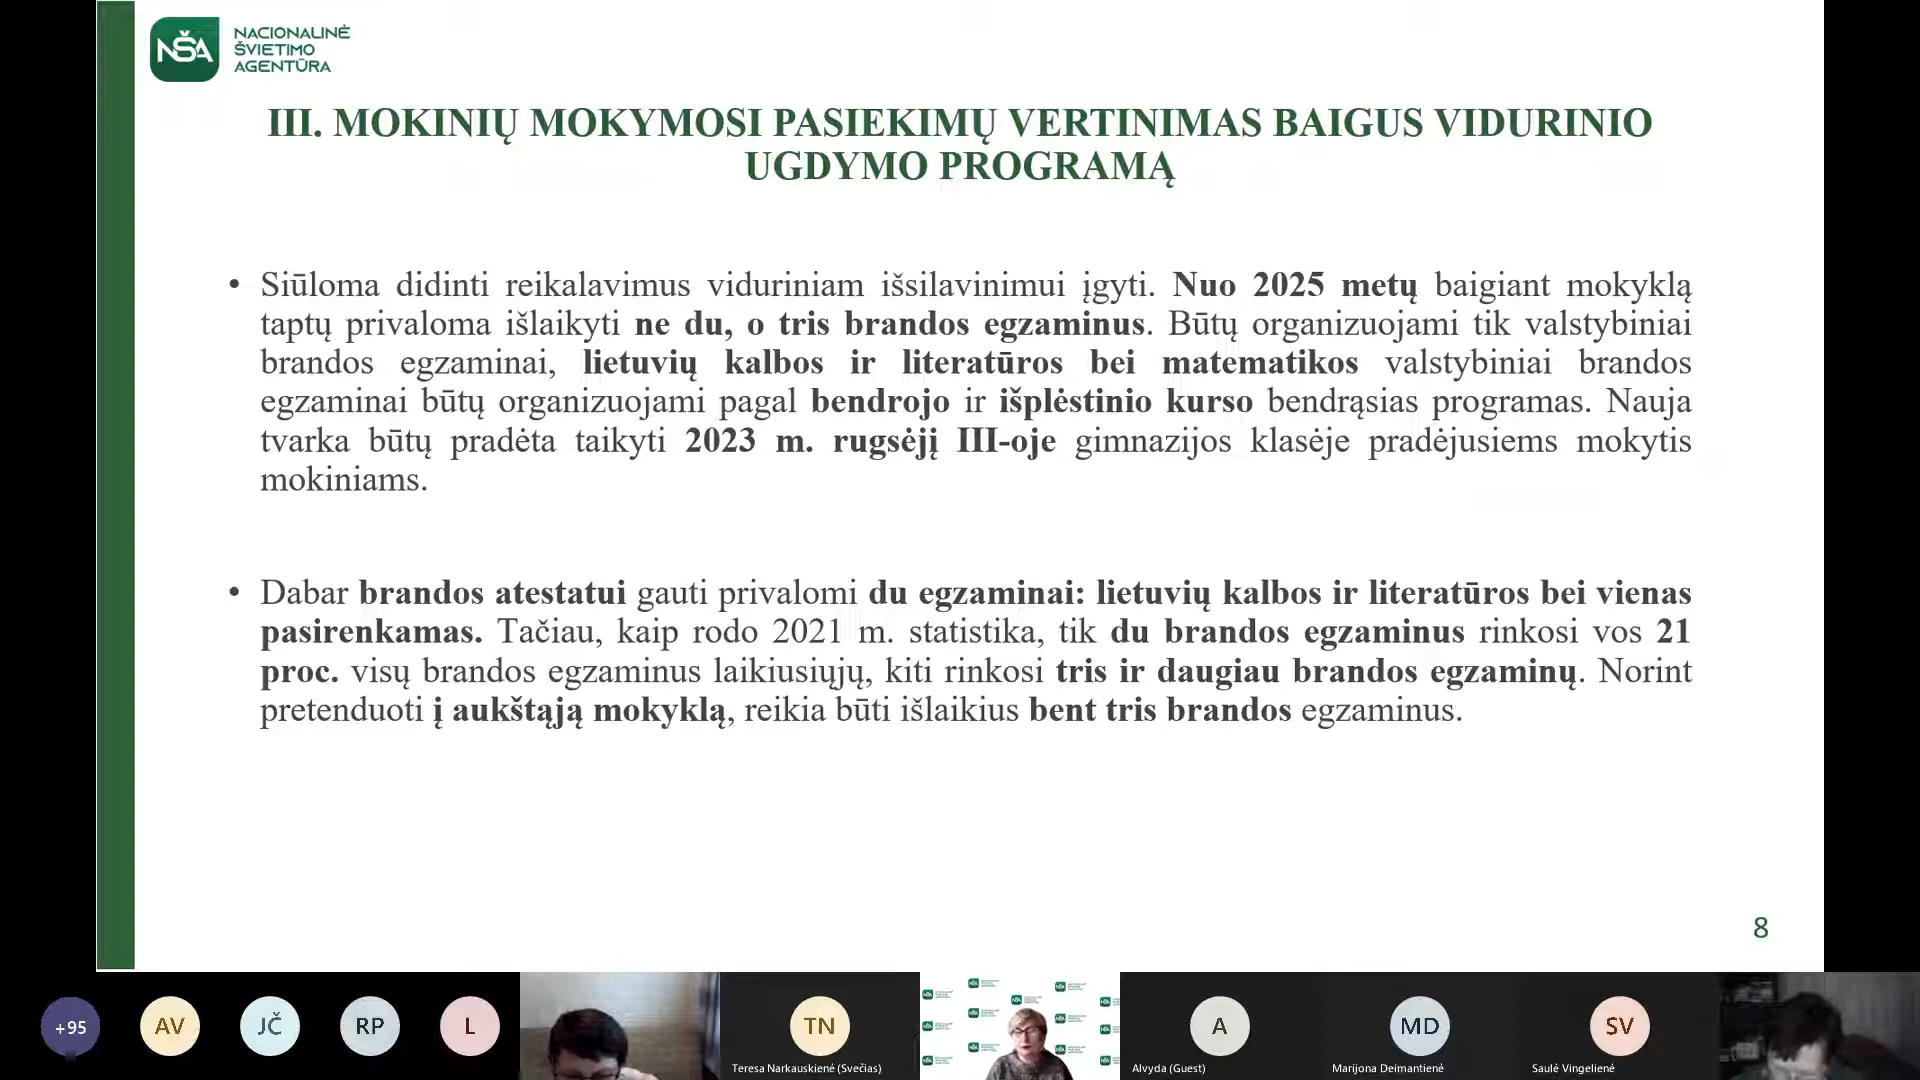 NŠA
NACIONALINĖ
ŠVIETIMO
AGENTŪRA
III. MOKINIŲ MOKYMOSI PASIEKIMŲ VERTINIMAS BAIGUS VIDURINIO
UGDYMO PROGRAMĄ
• Siūloma didinti reikalavimus viduriniam išsilavinimui įgyti. Nuo 2025 metų baigiant mokyklą
taptų privaloma išlaikyti ne du, o tris brandos egzaminus. Būtų organizuojami tik valstybiniai
brandos egzaminai, lietuvių kalbos ir literatūros bei matematikos valstybiniai brandos
egzaminai būtų organizuojami pagal bendrojo ir išplėstinio kurso bendrąsias programas. Nauja
tvarka būtų pradėta taikyti 2023 m. rugsėjį III-oje gimnazijos klasėje pradėjusiems mokytis
mokiniams.
• Dabar brandos atestatui gauti privalomi du egzaminai: lietuvių kalbos ir literatūros bei vienas
pasirenkamas. Tačiau, kaip rodo 2021 m. statistika, tik du brandos egzaminus rinkosi vos 21
proc. visų brandos egzaminus laikiusiųjų, kiti rinkosi tris ir daugiau brandos egzaminų. Norint
pretenduoti į aukštąją mokyklą, reikia būti išlaikius bent tris brandos egzaminus.
8
+95
AV
JČ
RP
L
TN
A
MD
SV
Teresa Narkauskienė (Svečias)
Alvyda (Guest)
Marijona Deimantienė
Saulė Vingelienė